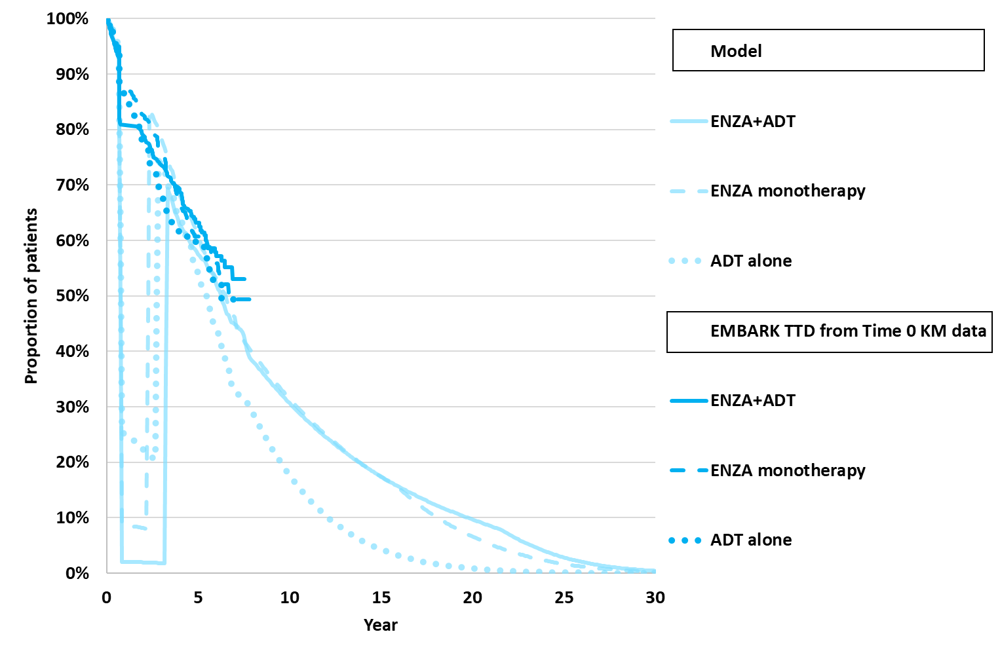 100%
90%
80%
70%
60%
50%
40%
30%
20%
10%
0%
0 5 10 15 20 25 30
Year
Proportion of patients
Model
ENZA+ADT
ENZA monotherapy
ADT alone
EMBARK TTD from Time 0 KM data
ENZA+ADT
ENZA monotherapy
ADT alone